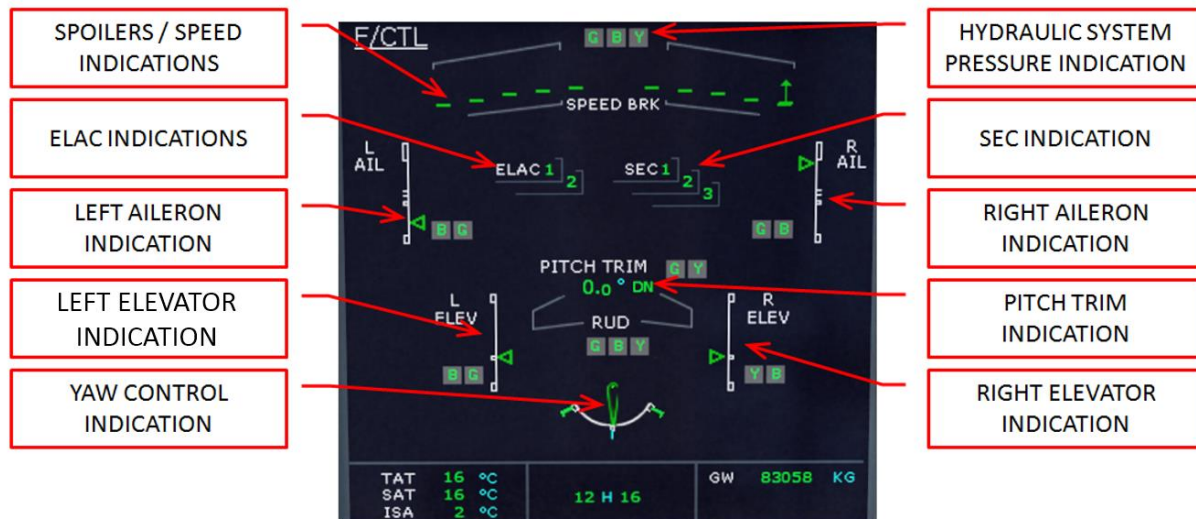 SPOILERS / SPEED
INDICATIONS
ELAC INDICATIONS
LEFT AILERON
INDICATION
LEFT ELEVATOR
INDICATION
YAW CONTROL
INDICATION
F/CTL
G B Y
SPEED BRK
L
AIL
R
AIL
ELAC 1
2
SEC 1
2
3
B G
G B
PITCH TRIM
G Y
0.0 ° DN
L
ELEV
R
ELEV
RUD
G B Y
B G
Y B
TAT 16 °C
SAT 16 °C
ISA 2 °C
12 H 16
GW 83058 KG
HYDRAULIC SYSTEM
PRESSURE INDICATION
SEC INDICATION
RIGHT AILERON
INDICATION
PITCH TRIM
INDICATION
RIGHT ELEVATOR
INDICATION